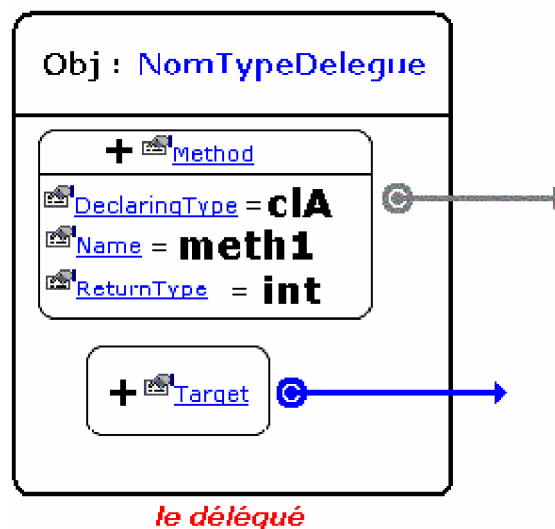 Obj : NomTypeDelegue
+ Method
DeclaringType = clA
Name = meth1
ReturnType = int
+ Target
le délégué